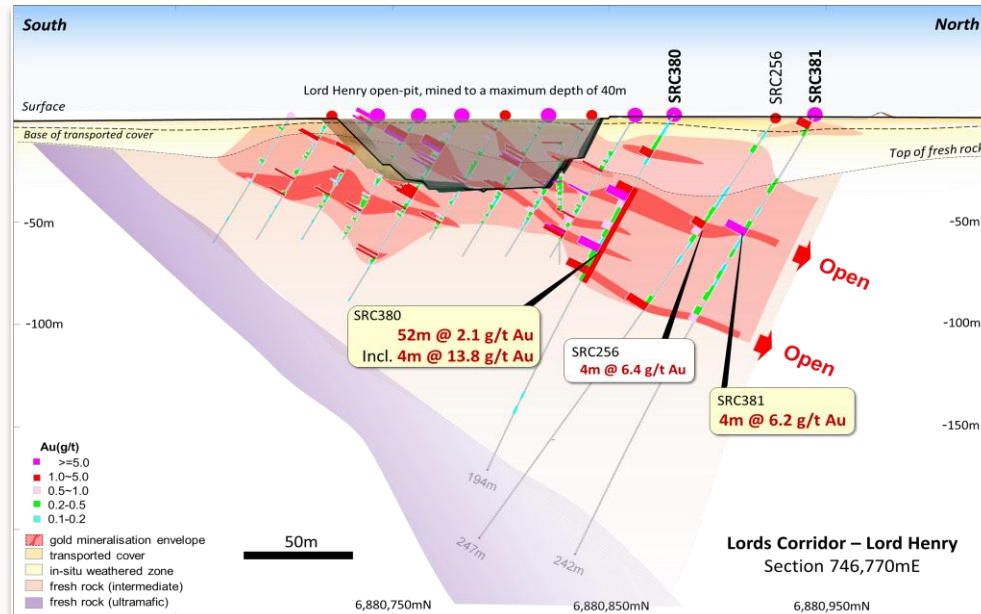 South
North
SRC380
SRC256
SRC381
Lord Henry open-pit, mined to a maximum depth of 40m
Surface
Base of transported cover
Top of fresh rock
-50m
-50m
Open
-100m
-100m
Open
SRC380
52m @ 2.1 g/t Au
Incl. 4m @ 13.8 g/t Au
SRC256
4m @ 6.4 g/t Au
SRC381
4m @ 6.2 g/t Au
-150m
Au(g/t)
>=5.0
1.0~5.0
0.5~1.0
0.2-0.5
0.1-0.2
gold mineralisation envelope
transported cover
in-situ weathered zone
fresh rock (intermediate)
fresh rock (ultramafic)
50m
194m
247m
242m
Lords Corridor – Lord Henry
Section 746,770mE
6,880,750mN
6,880,850mN
6,880,950mN